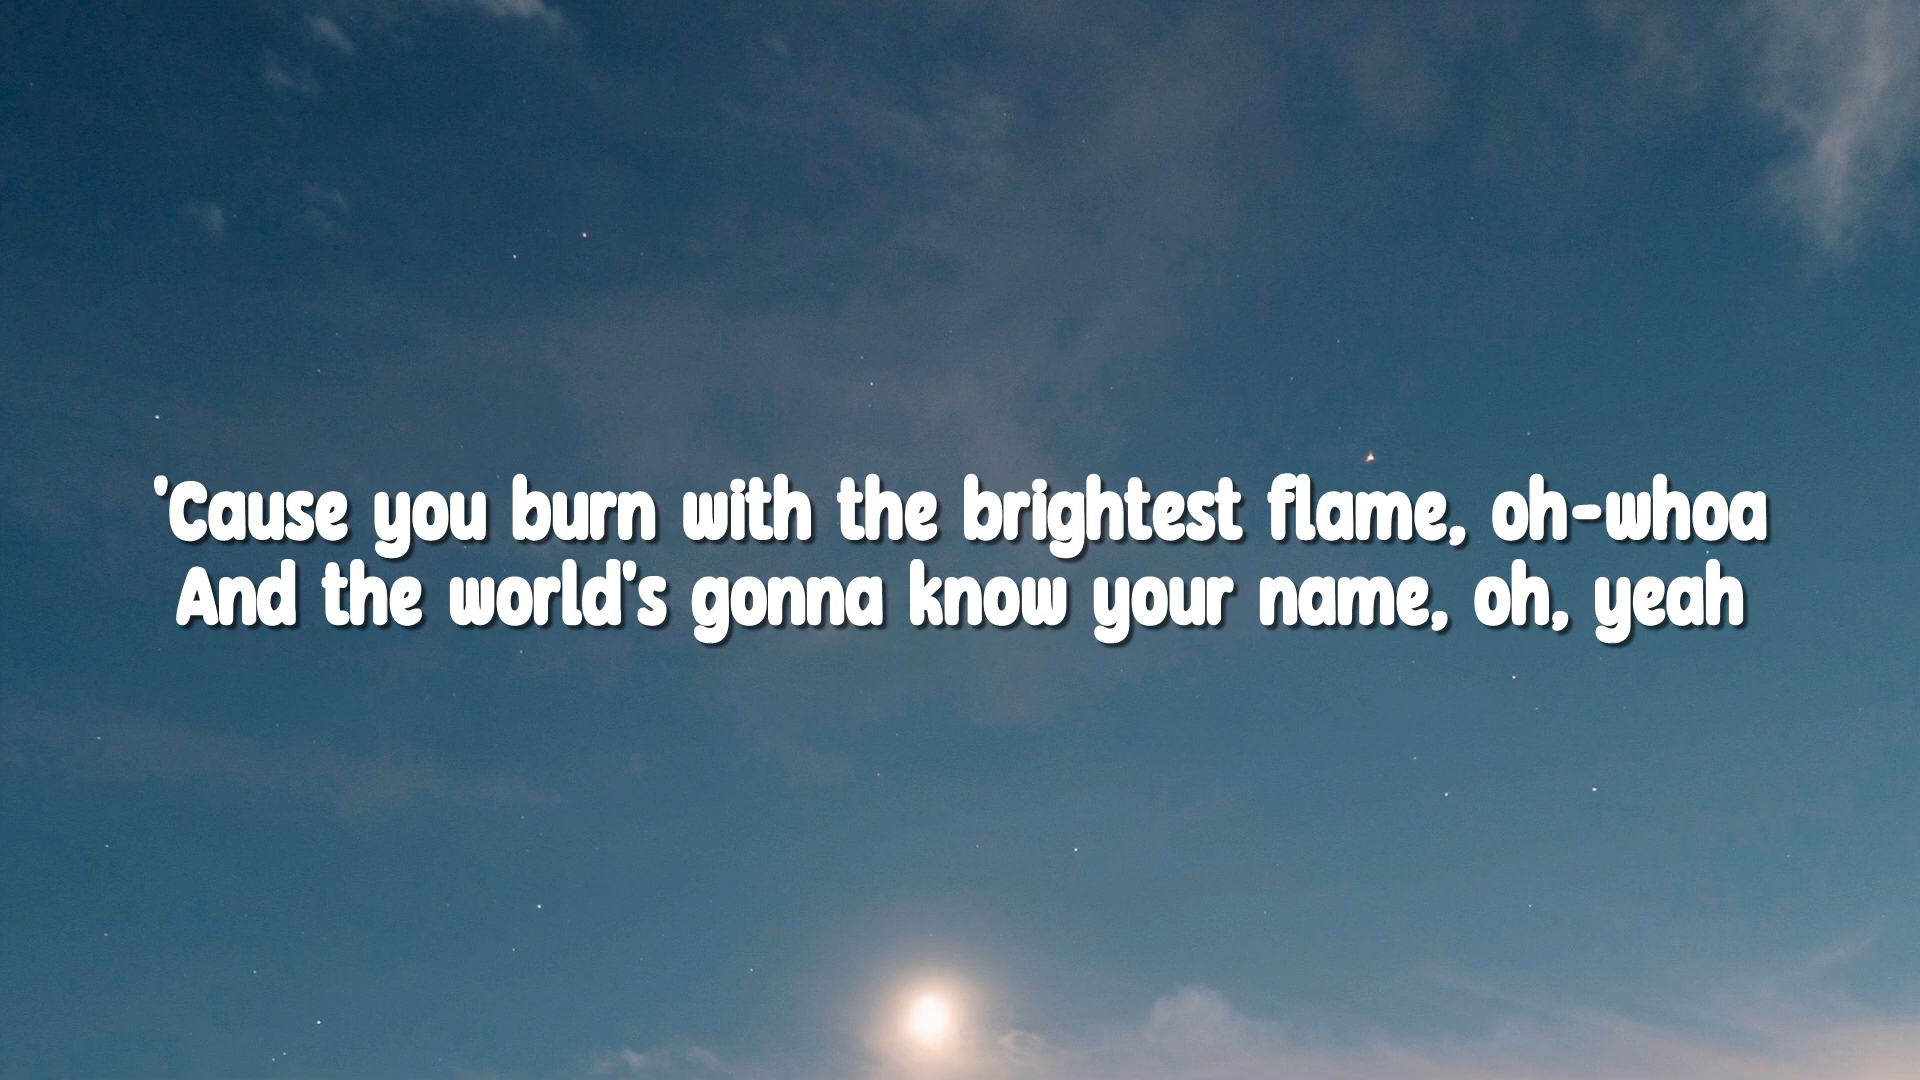 'Cause you burn with the brightest flame, oh-whoa
And the world's gonna know your name, oh, yeah